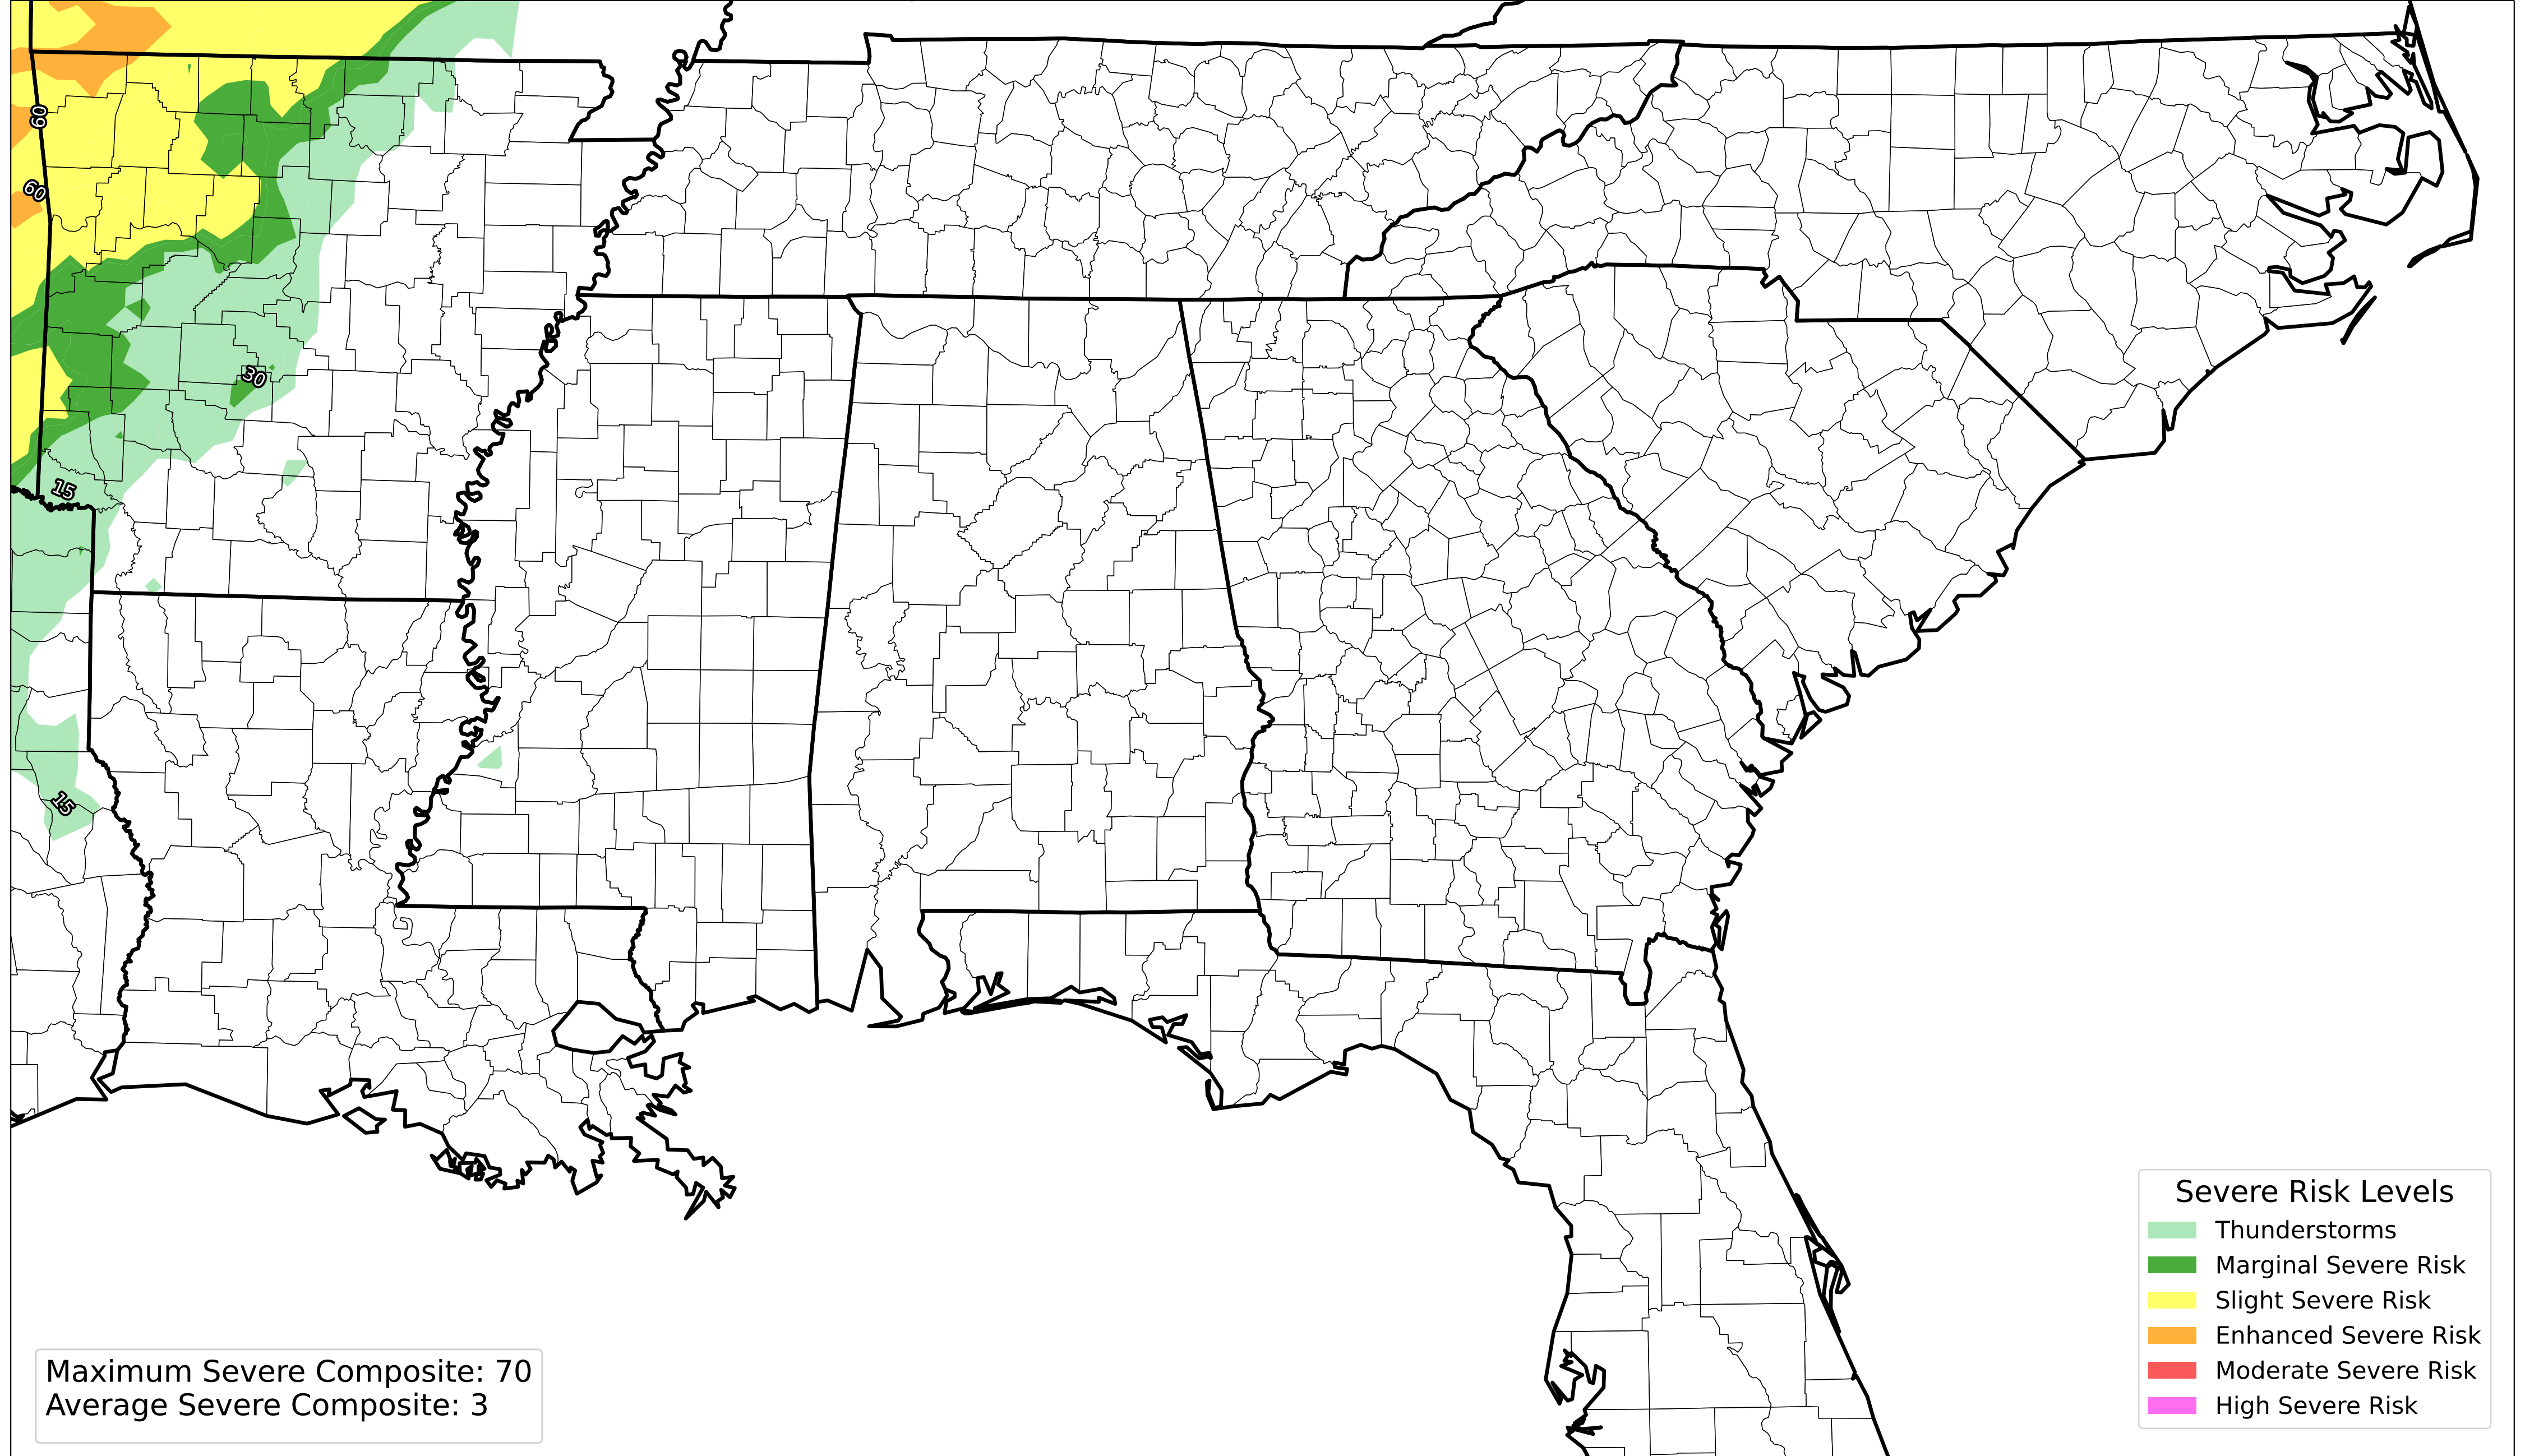 60
60
30
15
15
Severe Risk Levels
Thunderstorms
Marginal Severe Risk
Slight Severe Risk
Enhanced Severe Risk
Moderate Severe Risk
High Severe Risk
Maximum Severe Composite: 70
Average Severe Composite: 3